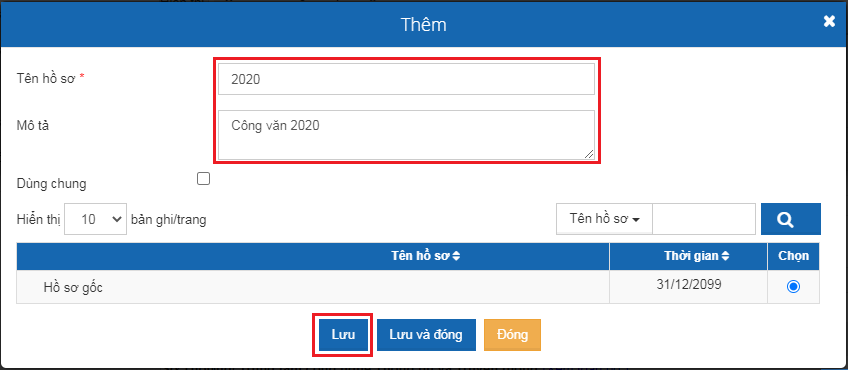 Thêm
Tên hồ sơ *
2020
Mô tả
Công văn 2020
Dùng chung
Hiển thị 10 bản ghi/trang
Tên hồ sơ
Tên hồ sơ Thời gian Chọn
Hồ sơ gốc 31/12/2099
Lưu Lưu và đóng Đóng